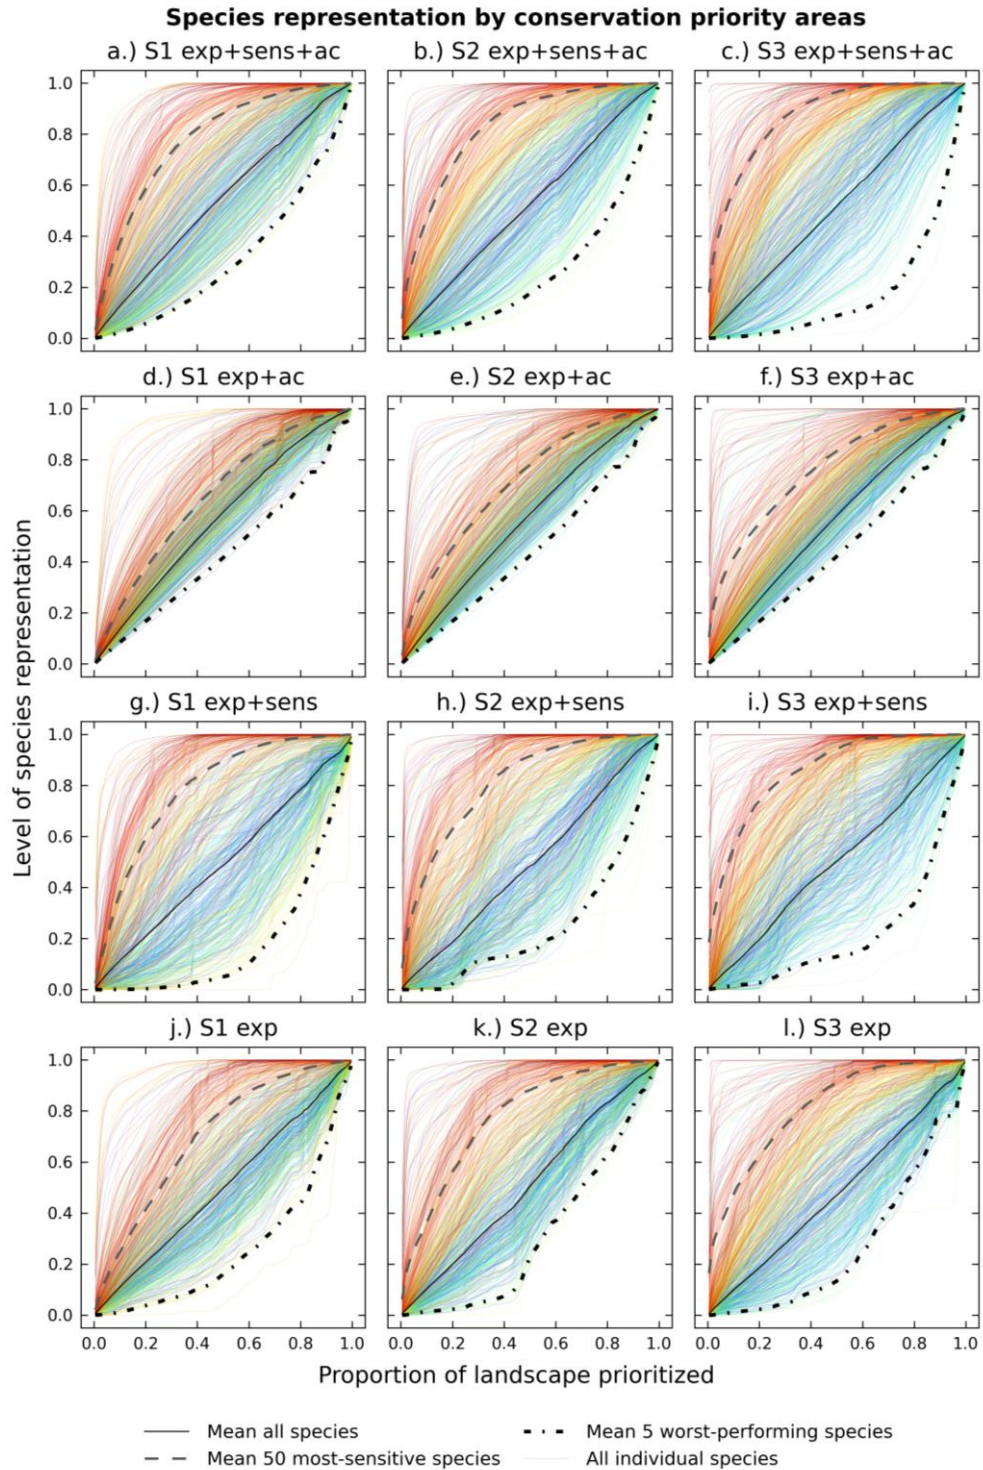 Species representation by conservation priority areas
a.) S1 exp+sens+ac
b.) S2 exp+sens+ac
c.) S3 exp+sens+ac
1.0
0.8
0.6
0.4
0.2
0.0
d.) S1 exp+ac
e.) S2 exp+ac
f.) S3 exp+ac
1.0
0.8
0.6
0.4
0.2
0.0
g.) S1 exp+sens
h.) S2 exp+sens
i.) S3 exp+sens
1.0
0.8
0.6
0.4
0.2
0.0
j.) S1 exp
k.) S2 exp
l.) S3 exp
1.0
0.8
0.6
0.4
0.2
0.0
0.0 0.2 0.4 0.6 0.8 1.0
0.0 0.2 0.4 0.6 0.8 1.0
0.0 0.2 0.4 0.6 0.8 1.0
Level of species representation
Proportion of landscape prioritized
Mean all species
Mean 50 most-sensitive species
Mean 5 worst-performing species
All individual species